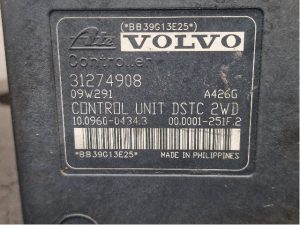 (*BB39G13E25*)
Ate VOLVO
Controller
31274908
09W291 A426G
CONTROL UNIT DSTC 2WD
10.0960-0434.3 00.0001-251F.2
*BB39G13E25* MADE IN PHILIPPINES